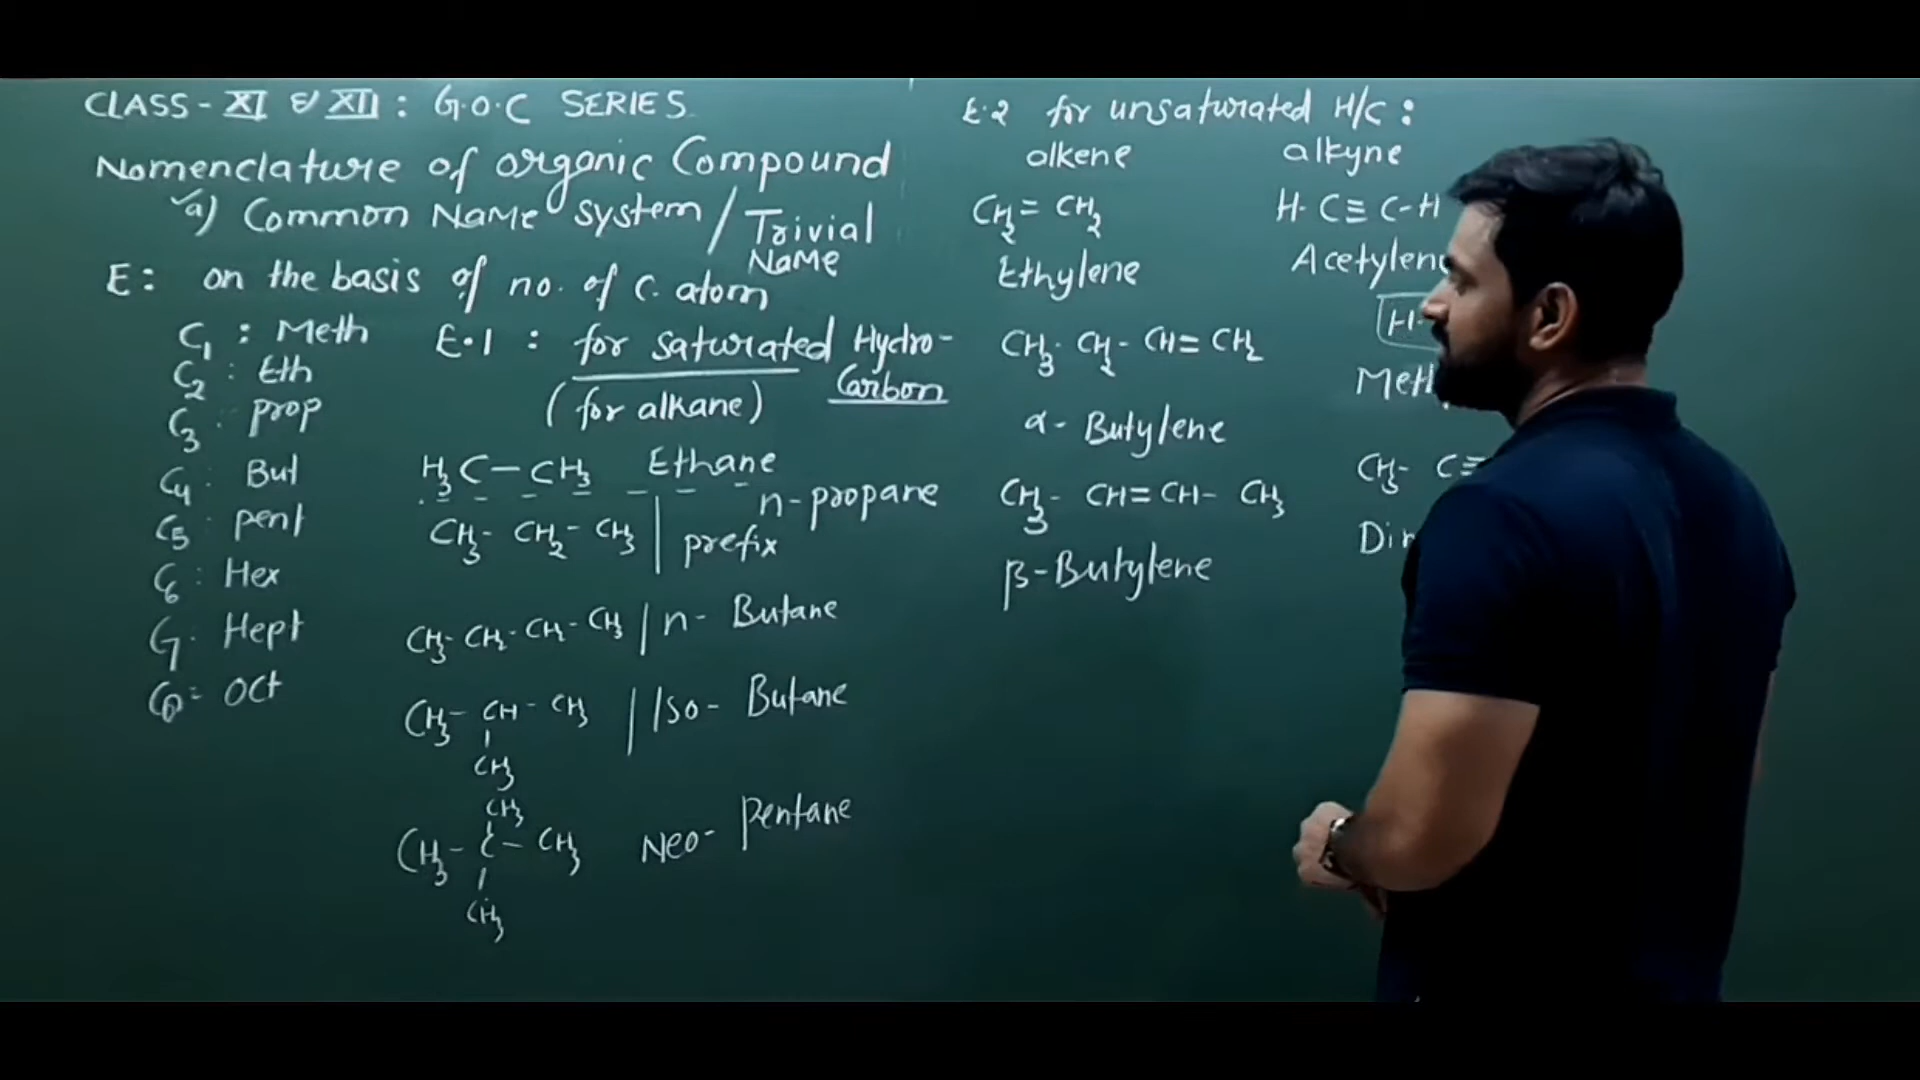 CLASS - XI & XII : G.O.C SERIES
Nomenclature of organic Compound
a) Common Name system / Trivial Name
E : on the basis of no. of C. atom
C1 : Meth
C2 : Eth
C3 : prop
C4 : But
C5 : pent
C6 : Hex
C7 . Hept
C8 = Oct
E.1 : for saturated Hydro-
Carbon
(for alkane)
H3C - CH3 Ethane
CH3 - CH2 - CH3 | prefix n-propane
CH3 - CH2 - CH2 - CH3 | n- Butane
CH3 - CH - CH3 | Iso- Butane
CH3
CH3
CH3 - C - CH3 Neo- Pentane
CH3
E.2 for unsaturated H/C :
alkene
CH2 = CH2
Ethylene
CH3 . CH2 - CH = CH2
α - Butylene
CH3 - CH = CH - CH3
β - Butylene
alkyne
H - C ≡ C - H
Acetylen
H-
Meth
CH3 - C ≡